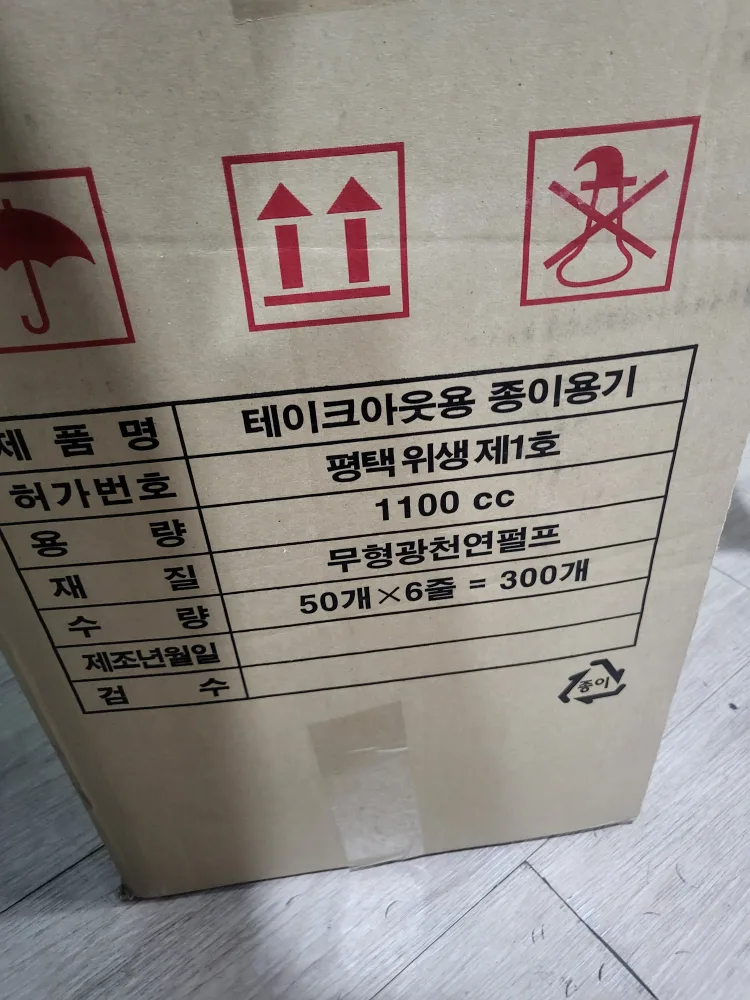 제 품 명 테이크아웃용 종이용기
허가번호 평택위생제1호
용 량 1100 cc
재 질 무형광천연펄프
수 량 50개×6줄 = 300개
제조년월일
검 수
종이